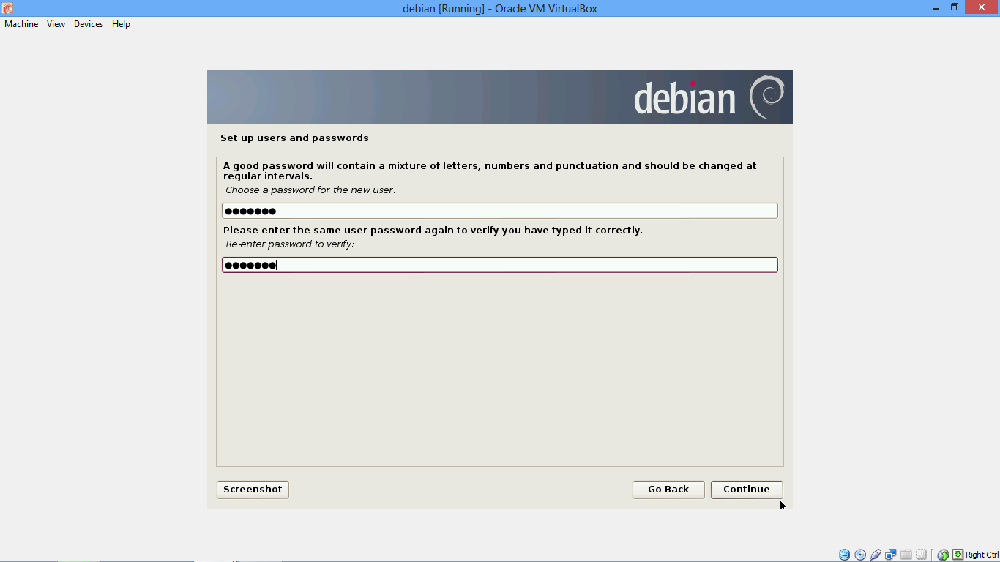 debian [Running] - Oracle VM VirtualBox
Machine View Devices Help
debian
Set up users and passwords
A good password will contain a mixture of letters, numbers and punctuation and should be changed at
regular intervals.
Choose a password for the new user:
●●●●●●●
Please enter the same user password again to verify you have typed it correctly.
Re-enter password to verify:
●●●●●●●
Screenshot Go Back Continue
Right Ctrl